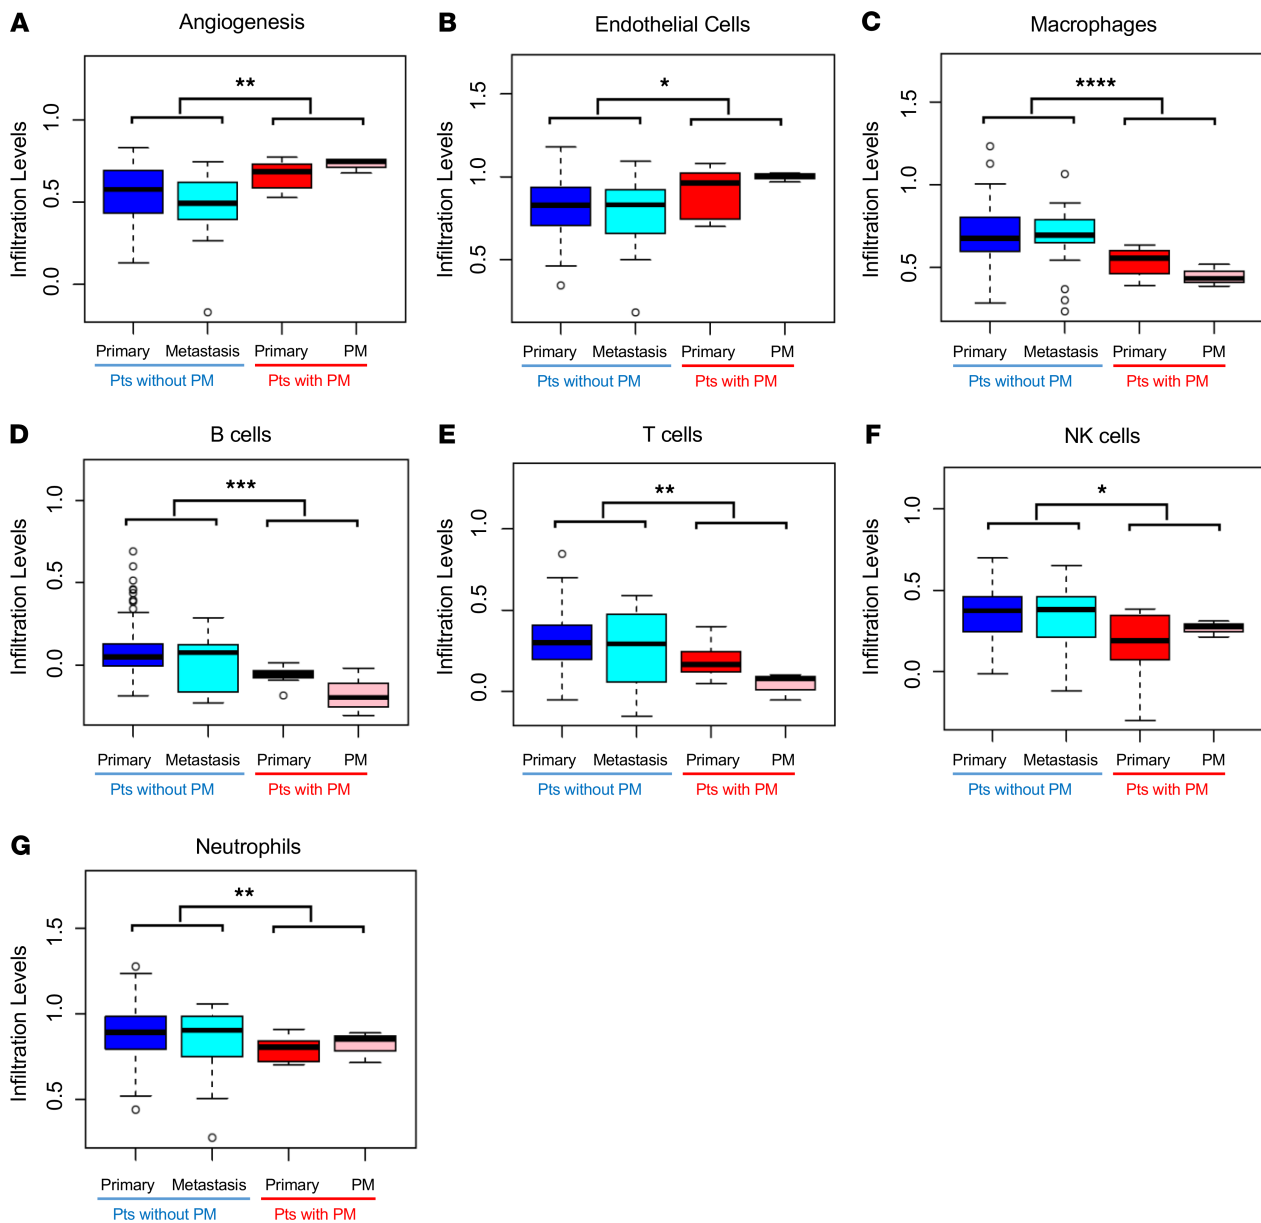 A
Angiogenesis
**
Infiltration Levels
1.0
0.5
0.0
Primary Metastasis Primary PM
Pts without PM Pts with PM
B
Endothelial Cells
*
Infiltration Levels
1.5
1.0
0.5
Primary Metastasis Primary PM
Pts without PM Pts with PM
C
Macrophages
****
Infiltration Levels
1.5
1.0
0.5
Primary Metastasis Primary PM
Pts without PM Pts with PM
D
B cells
***
Infiltration Levels
1.0
0.5
0.0
Primary Metastasis Primary PM
Pts without PM Pts with PM
E
T cells
**
Infiltration Levels
1.0
0.5
0.0
Primary Metastasis Primary PM
Pts without PM Pts with PM
F
NK cells
*
Infiltration Levels
1.0
0.5
0.0
Primary Metastasis Primary PM
Pts without PM Pts with PM
G
Neutrophils
**
Infiltration Levels
1.5
1.0
0.5
Primary Metastasis Primary PM
Pts without PM Pts with PM